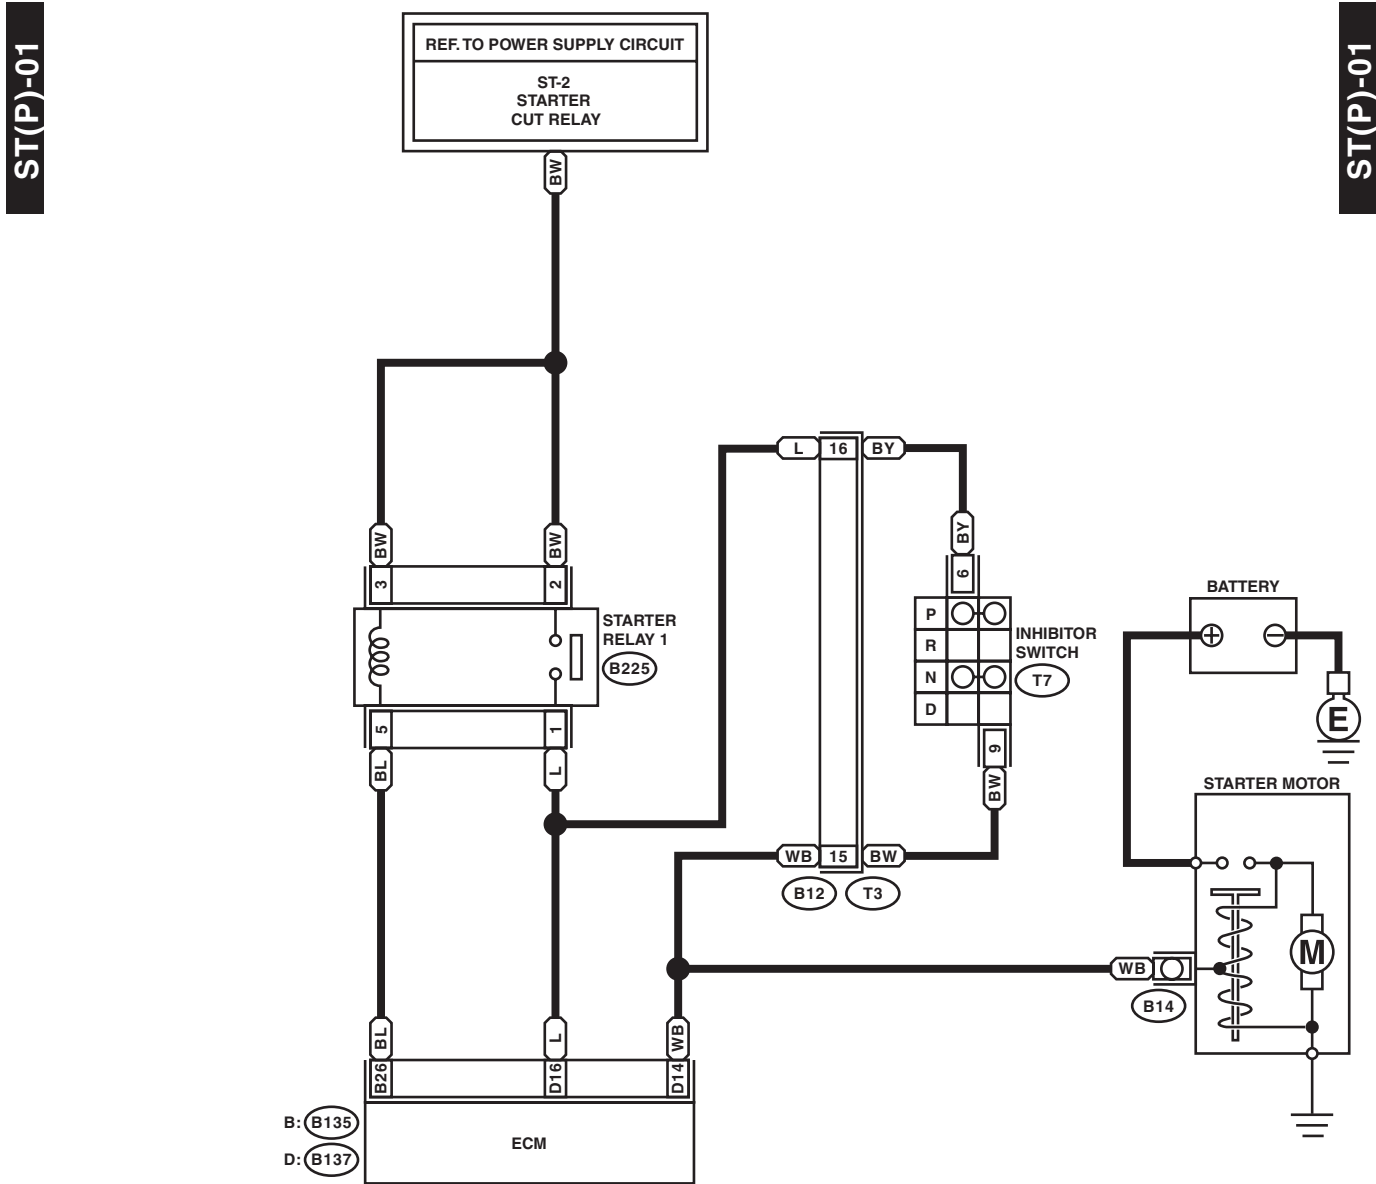 ST(P)-01
ST(P)-01
REF. TO POWER SUPPLY CIRCUIT
ST-2
STARTER
CUT RELAY
BW
L
16
BY
BW
BW
BY
3
2
6
BATTERY
STARTER
RELAY 1
B225
P
R
N
D
INHIBITOR
SWITCH
T7
+
−
E
5
1
9
BL
L
BW
STARTER MOTOR
WB
15
BW
B12
T3
M
WB
B14
BL
L
WB
B26
D16
D14
B: B135
D: B137
ECM